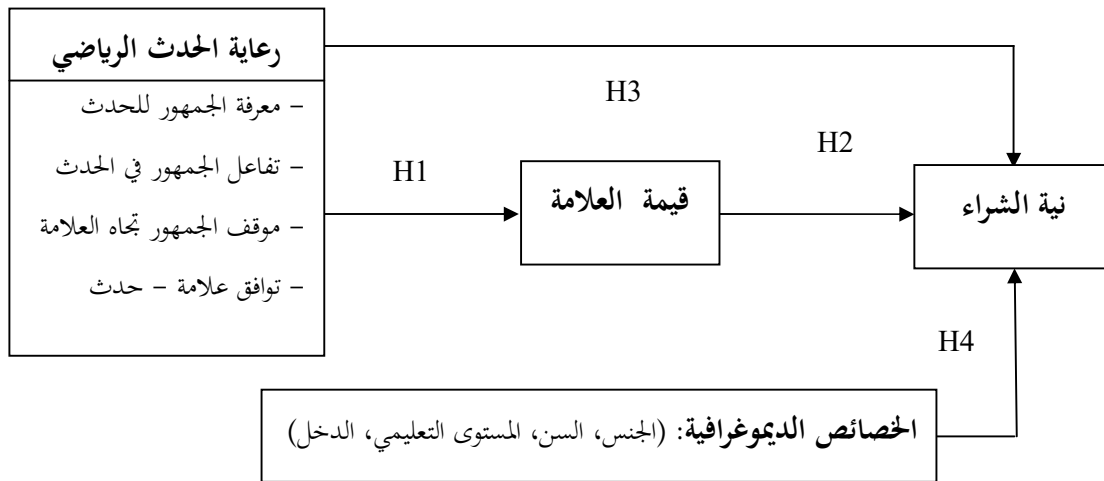 رعاية الحدث الرياضي
– معرفة الجمهور للحدث
– تفاعل الجمهور في الحدث
– موقف الجمهور تجاه العلامة
– توافق علامة – حدث
H3
H1
H2
قيمة العلامة
نية الشراء
H4
الخصائص الديموغرافية: (الجنس، السن، المستوى التعليمي، الدخل)